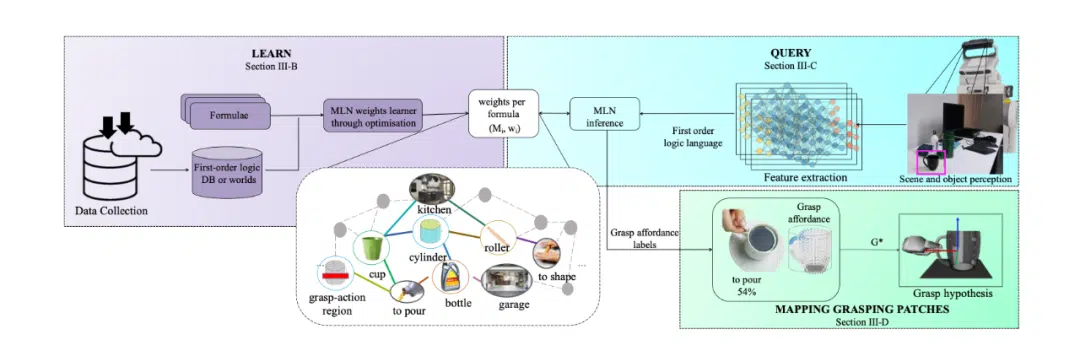 LEARN
Section III-B
Formulae
MLN weights learner
through optimisation
First-order logic
DB or worlds
Data Collection
weights per
formula
(Mᵢ, wᵢ)
QUERY
Section III-C
MLN
inference
First order
logic language
Feature extraction
Scene and object perception
kitchen
cup
cylinder
roller
to shape
...
grasp-action
region
to pour
bottle
garage
Grasp affordance
labels
Grasp
affordance
to pour
54%
G*
Grasp hypothesis
MAPPING GRASPING PATCHES
Section III-D